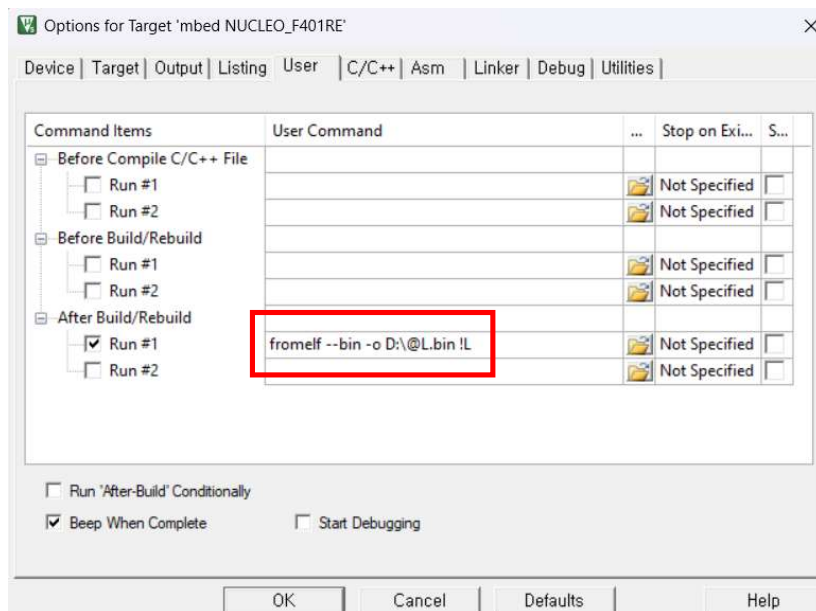 Options for Target 'mbed NUCLEO_F401RE'
Device | Target | Output | Listing User | C/C++ | Asm | Linker | Debug | Utilities |
Command Items User Command ... Stop on Exi... S...
Before Compile C/C++ File
Run #1 Not Specified
Run #2 Not Specified
Before Build/Rebuild
Run #1 Not Specified
Run #2 Not Specified
After Build/Rebuild
Run #1 fromelf --bin -o D:\@L.bin !L Not Specified
Run #2 Not Specified
Run 'After-Build' Conditionally
Beep When Complete Start Debugging
OK Cancel Defaults Help